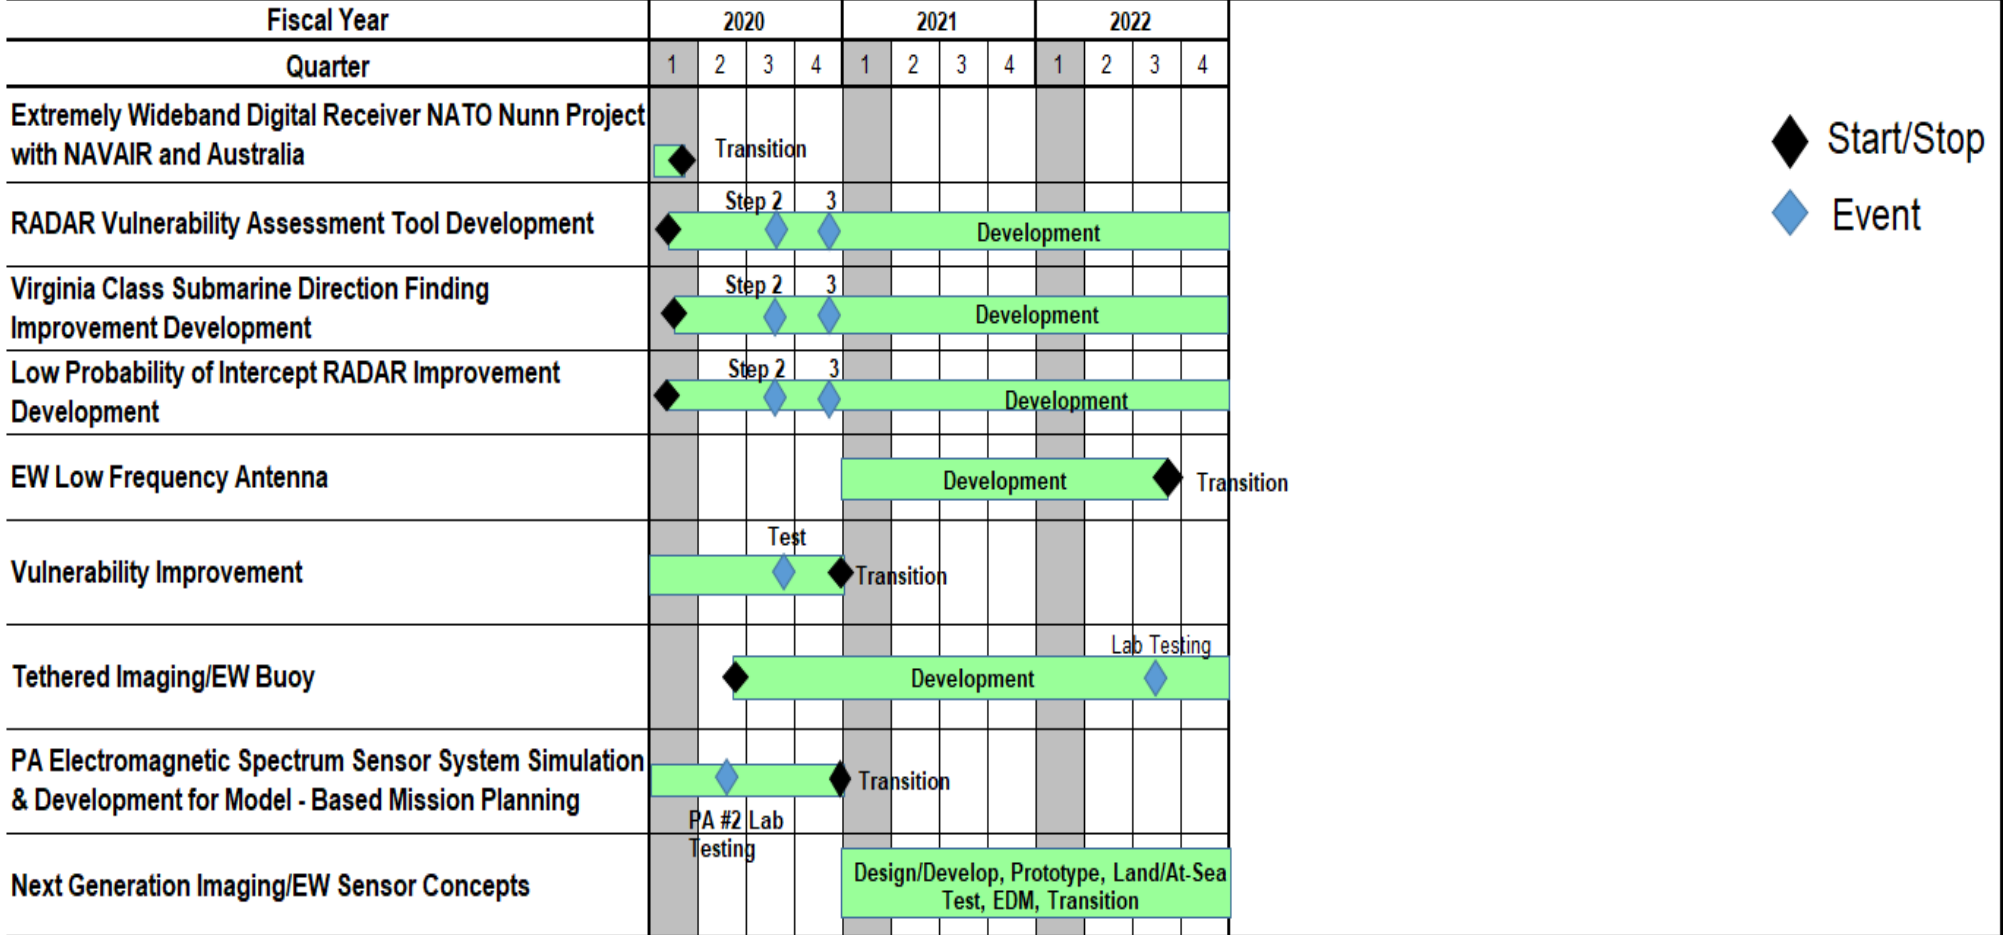 Fiscal Year 2020 2021 2022
Quarter 1 2 3 4 1 2 3 4 1 2 3 4
Extremely Wideband Digital Receiver NATO Nunn Project
with NAVAIR and Australia
Transition
Start/Stop
Event
Step 2 3
RADAR Vulnerability Assessment Tool Development
Development
Step 2 3
Virginia Class Submarine Direction Finding
Improvement Development
Development
Step 2 3
Low Probability of Intercept RADAR Improvement
Development
Development
EW Low Frequency Antenna
Development
Transition
Test
Vulnerability Improvement
Transition
Lab Testing
Tethered Imaging/EW Buoy
Development
PA Electromagnetic Spectrum Sensor System Simulation
& Development for Model - Based Mission Planning
Transition
PA #2 Lab
Testing
Next Generation Imaging/EW Sensor Concepts
Design/Develop, Prototype, Land/At-Sea
Test, EDM, Transition